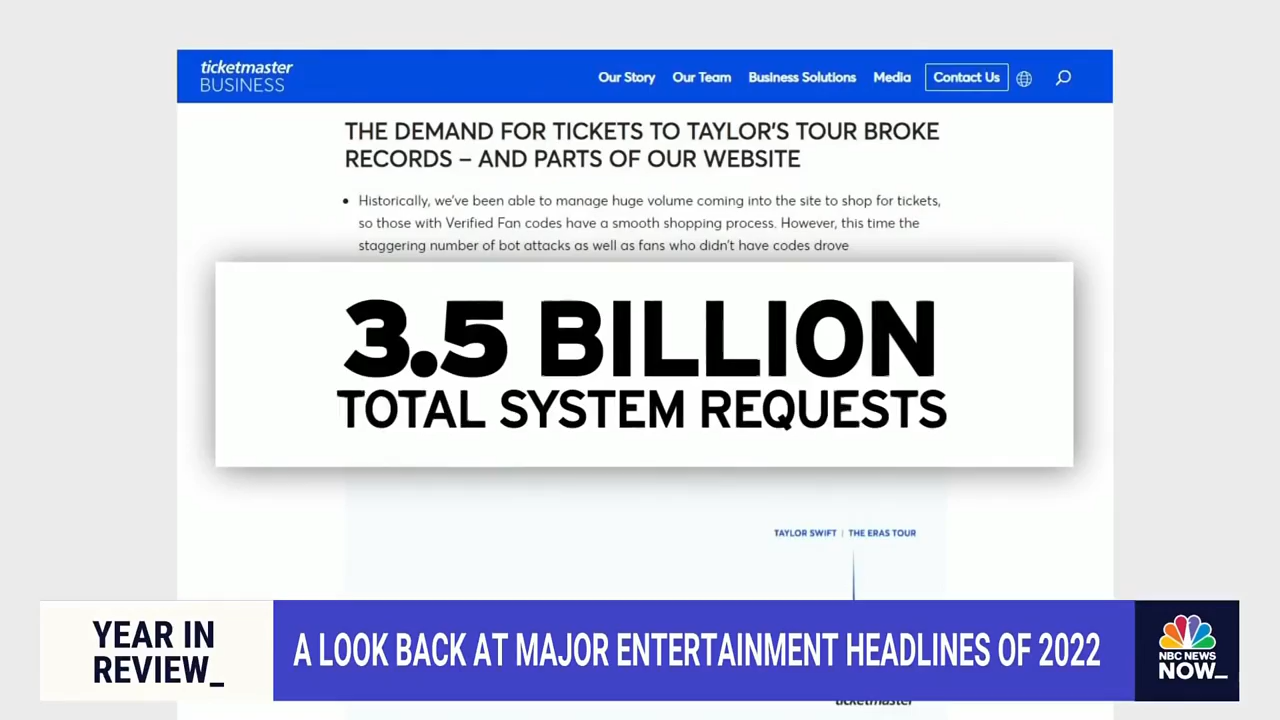 ticketmaster
BUSINESS
Our Story Our Team Business Solutions Media Contact Us
THE DEMAND FOR TICKETS TO TAYLOR'S TOUR BROKE
RECORDS – AND PARTS OF OUR WEBSITE
• Historically, we've been able to manage huge volume coming into the site to shop for tickets,
so those with Verified Fan codes have a smooth shopping process. However, this time the
staggering number of bot attacks as well as fans who didn't have codes drove
3.5 BILLION
TOTAL SYSTEM REQUESTS
TAYLOR SWIFT | THE ERAS TOUR
YEAR IN
REVIEW_
A LOOK BACK AT MAJOR ENTERTAINMENT HEADLINES OF 2022
NBC NEWS
NOW_
ticketmaster